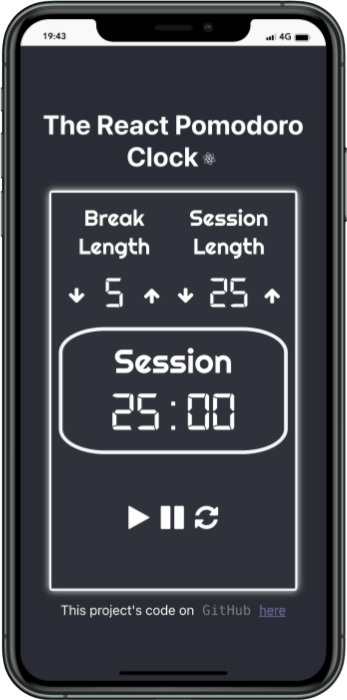 19:43 4G
The React Pomodoro
Clock
Break Session
Length Length
5 25
Session
25:00
This project's code on GitHub here